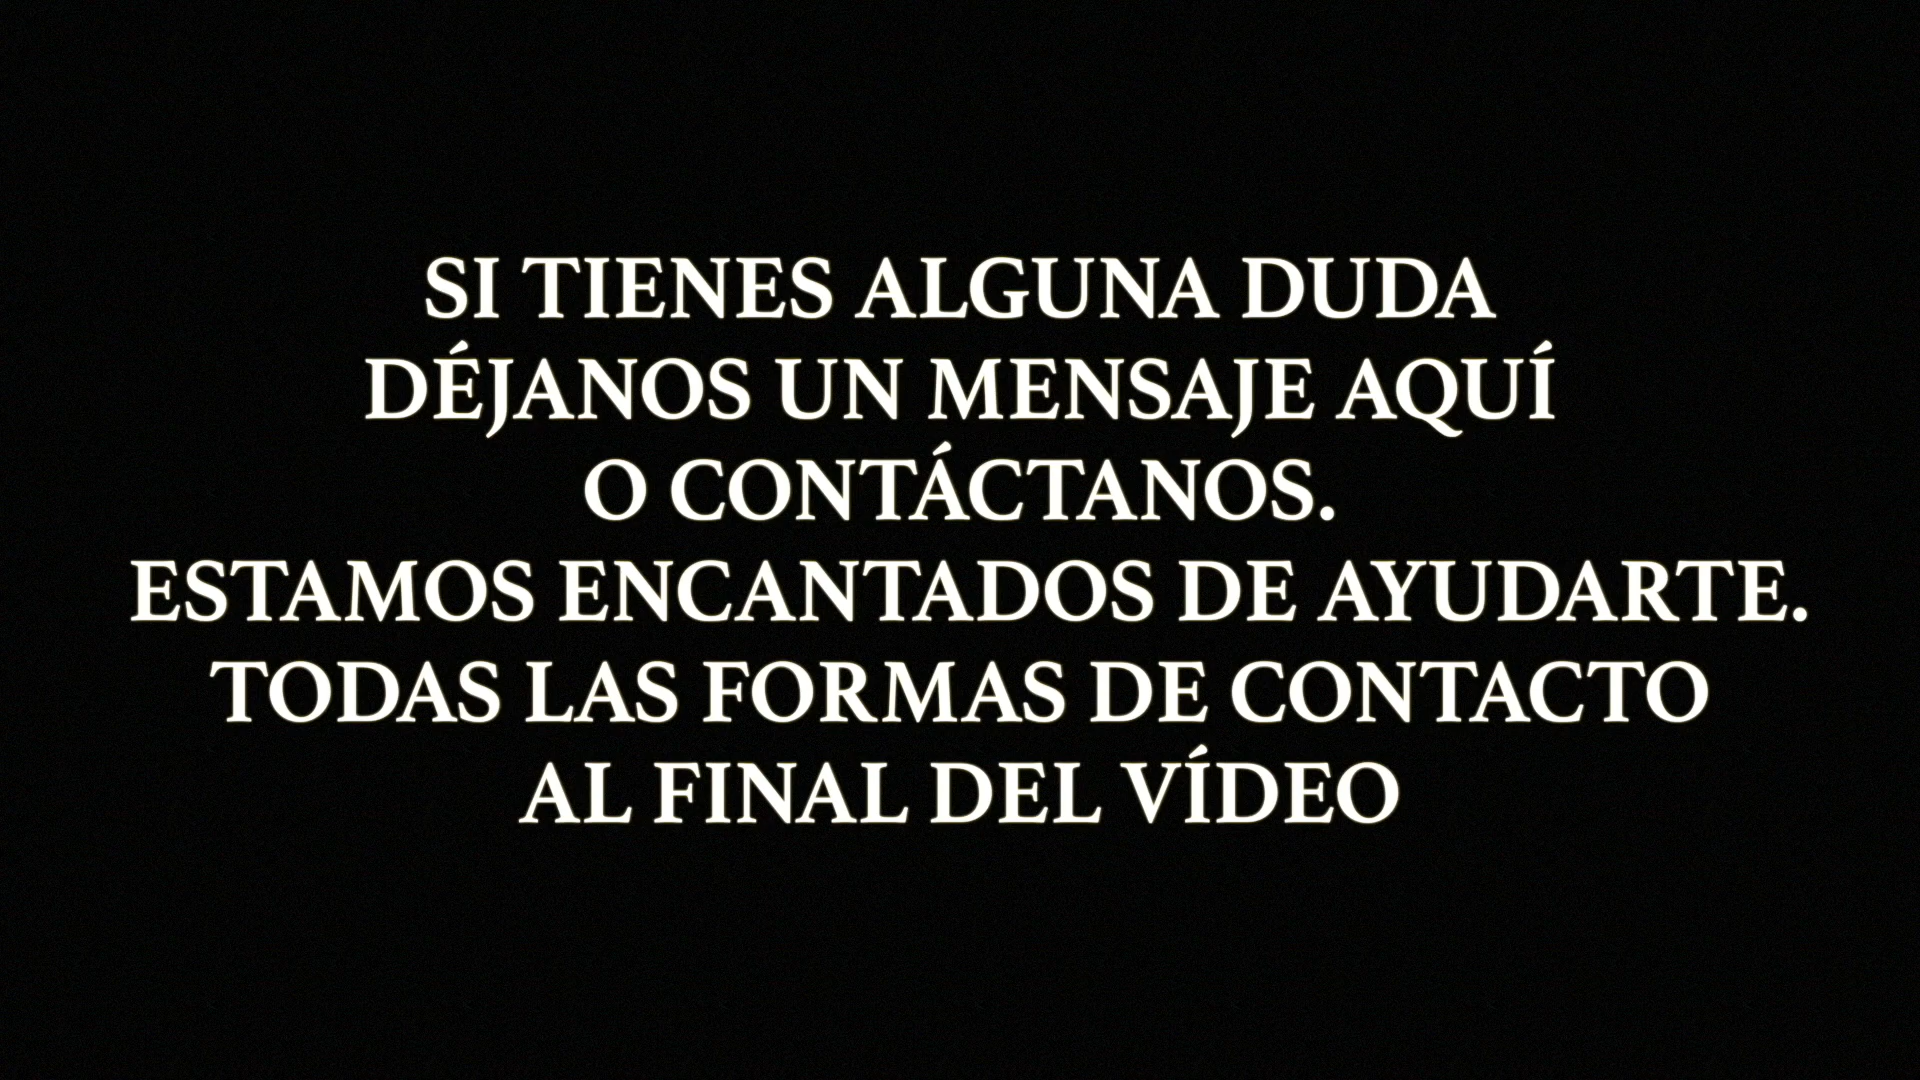 SI TIENES ALGUNA DUDA
DÉJANOS UN MENSAJE AQUÍ
O CONTÁCTANOS.
ESTAMOS ENCANTADOS DE AYUDARTE.
TODAS LAS FORMAS DE CONTACTO
AL FINAL DEL VÍDEO